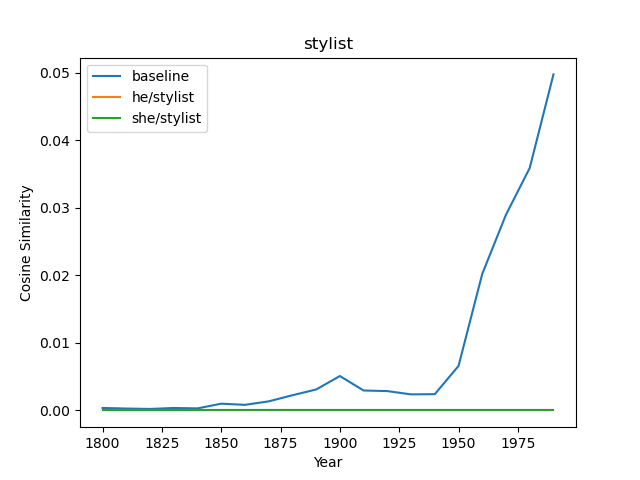 stylist
baseline
he/stylist
she/stylist
0.05
0.04
0.03
0.02
0.01
0.00
Cosine Similarity
1800 1825 1850 1875 1900 1925 1950 1975
Year